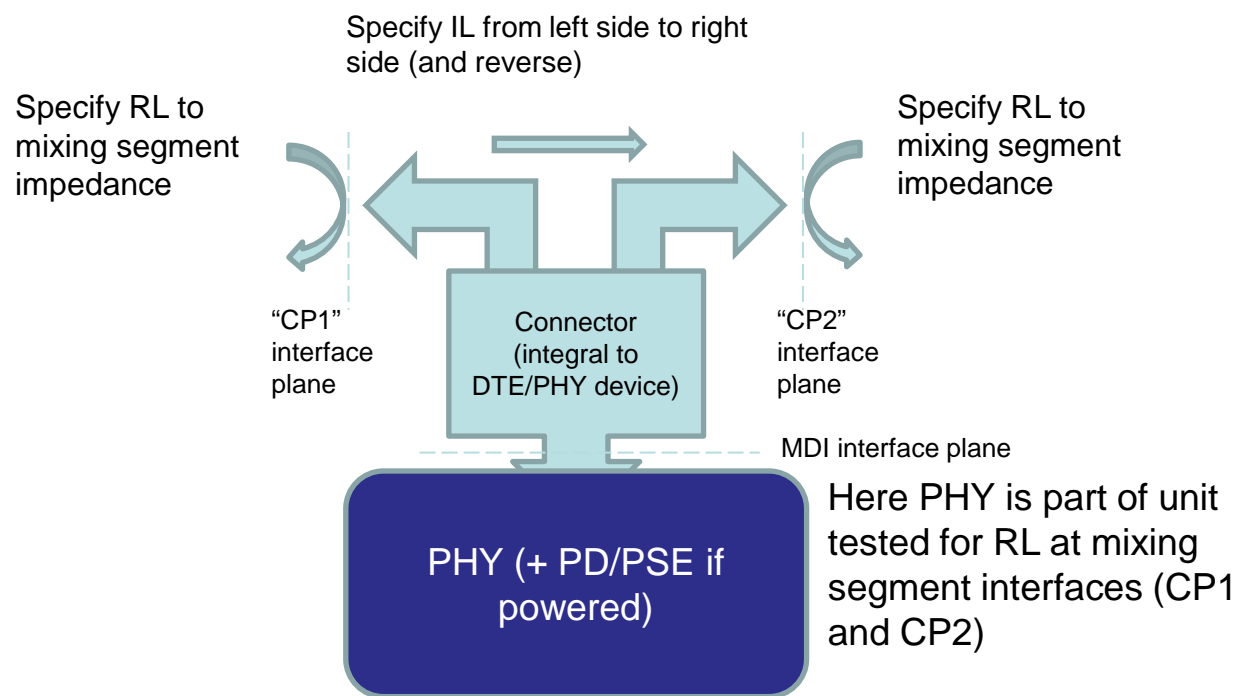 Specify IL from left side to right
side (and reverse)
Specify RL to
mixing segment
impedance
Specify RL to
mixing segment
impedance
“CP1”
interface
plane
Connector
(integral to
DTE/PHY device)
“CP2”
interface
plane
MDI interface plane
PHY (+ PD/PSE if
powered)
Here PHY is part of unit
tested for RL at mixing
segment interfaces (CP1
and CP2)